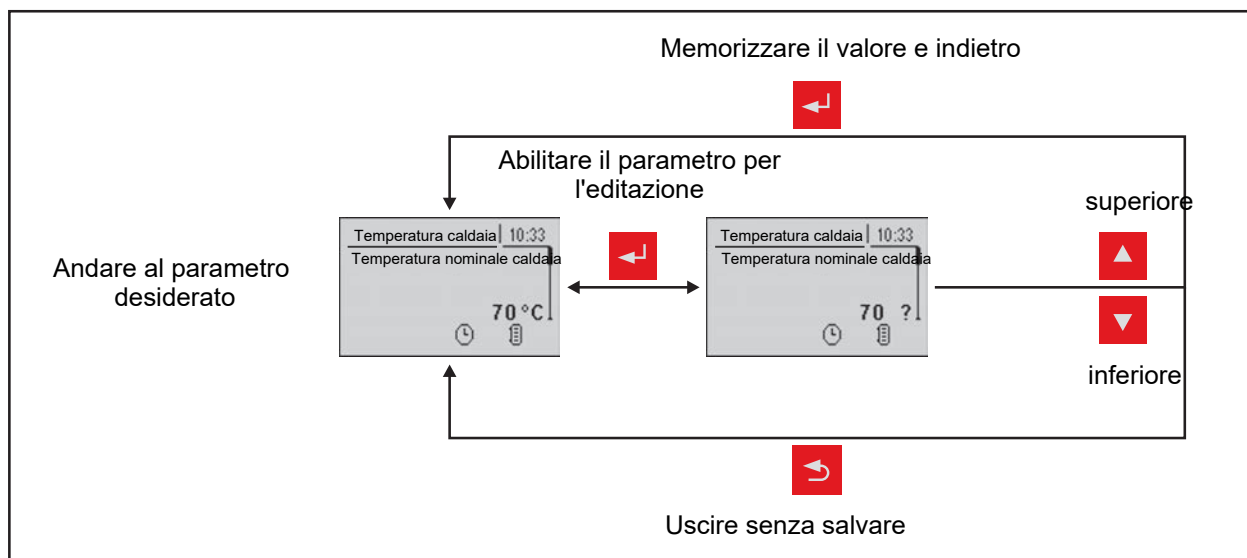 Memorizzare il valore e indietro
Abilitare il parametro per
l'editazione
superiore
Temperatura caldaia 10:33
Temperatura nominale caldaia
70 °C
Temperatura caldaia 10:33
Temperatura nominale caldaia
70 ?
Andare al parametro
desiderato
inferiore
Uscire senza salvare